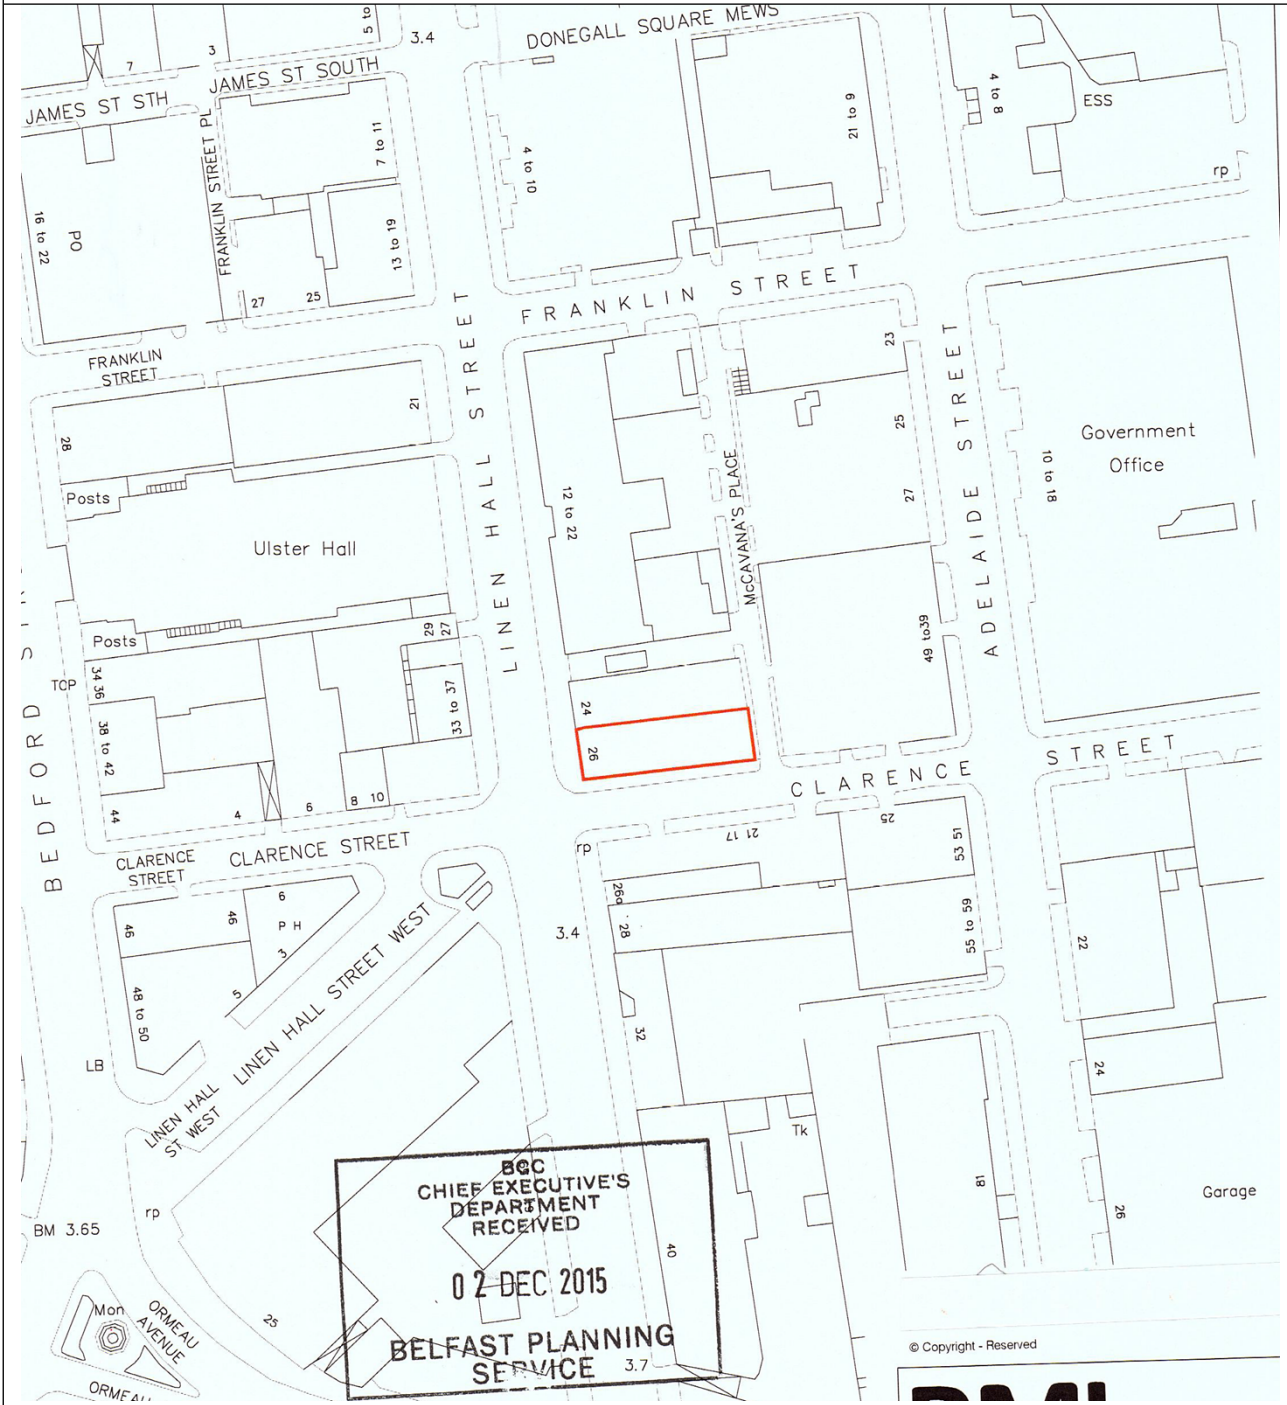 5 to
3.4
DONEGALL SQUARE MEWS
3
7
JAMES ST SOUTH
JAMES ST STH
4 to 8
ESS
7 to 11
21 to 9
4 to 10
rp
FRANKLIN STREET PL
16 to 22
PO
13 to 19
27
25
FRANKLIN STREET
FRANKLIN
STREET
LINEN HALL STREET
23
ADELAIDE STREET
21
28
25
Government
Office
10 to 18
Posts
12 to 22
27
McCAVANA'S PLACE
Ulster Hall
29
27
49 to39
Posts
TCP
34 36
33 to 37
24
26
38 to 42
BEDFORD
CLARENCE STREET
44
4
6
8
10
21 17
25
53 51
CLARENCE STREET
CLARENCE
STREET
rp
6
P H
3
46
46
26a
28
3.4
55 to 59
22
5
48 to 50
LINEN HALL STREET WEST
32
LB
LINEN HALL
ST WEST
24
Tk
BCC
CHIEF EXECUTIVE'S
DEPARTMENT
RECEIVED
02 DEC 2015
BELFAST PLANNING
SERVICE
3.7
40
81
26
Garage
rp
BM 3.65
Mon
ORMEAU
AVENUE
25
ORMEAU
© Copyright - Reserved